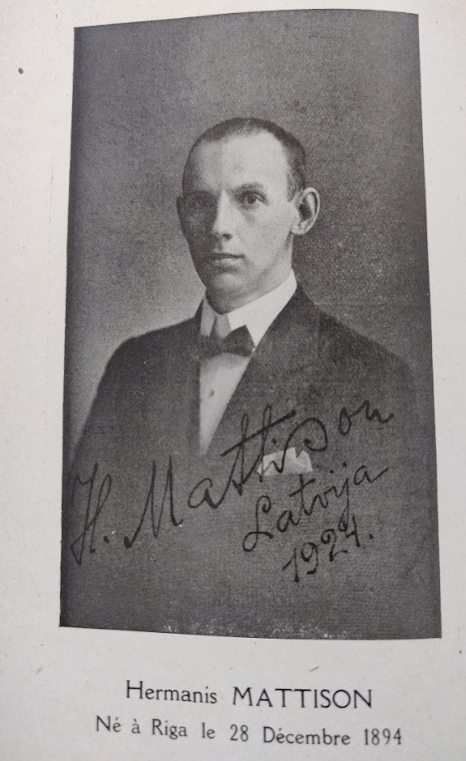 H. Mattison
Latvija
1924.
Hermanis MATTISON
Né à Riga le 28 Décembre 1894